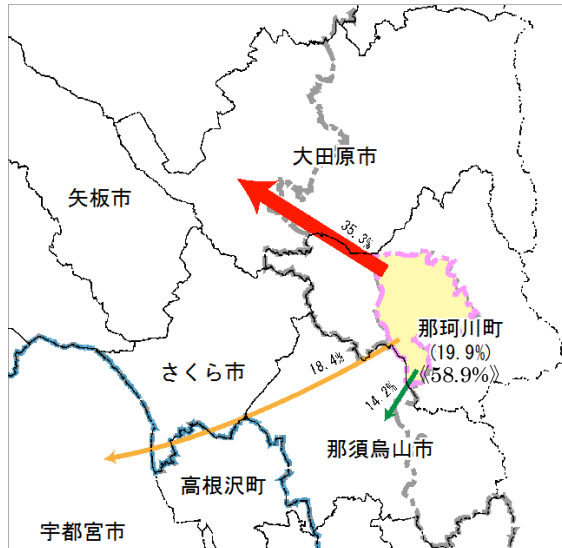 大田原市
矢板市
35.3%
那珂川町
(19.9%)
《58.9%》
18.4%
さくら市
14.2%
那須烏山市
高根沢町
宇都宮市